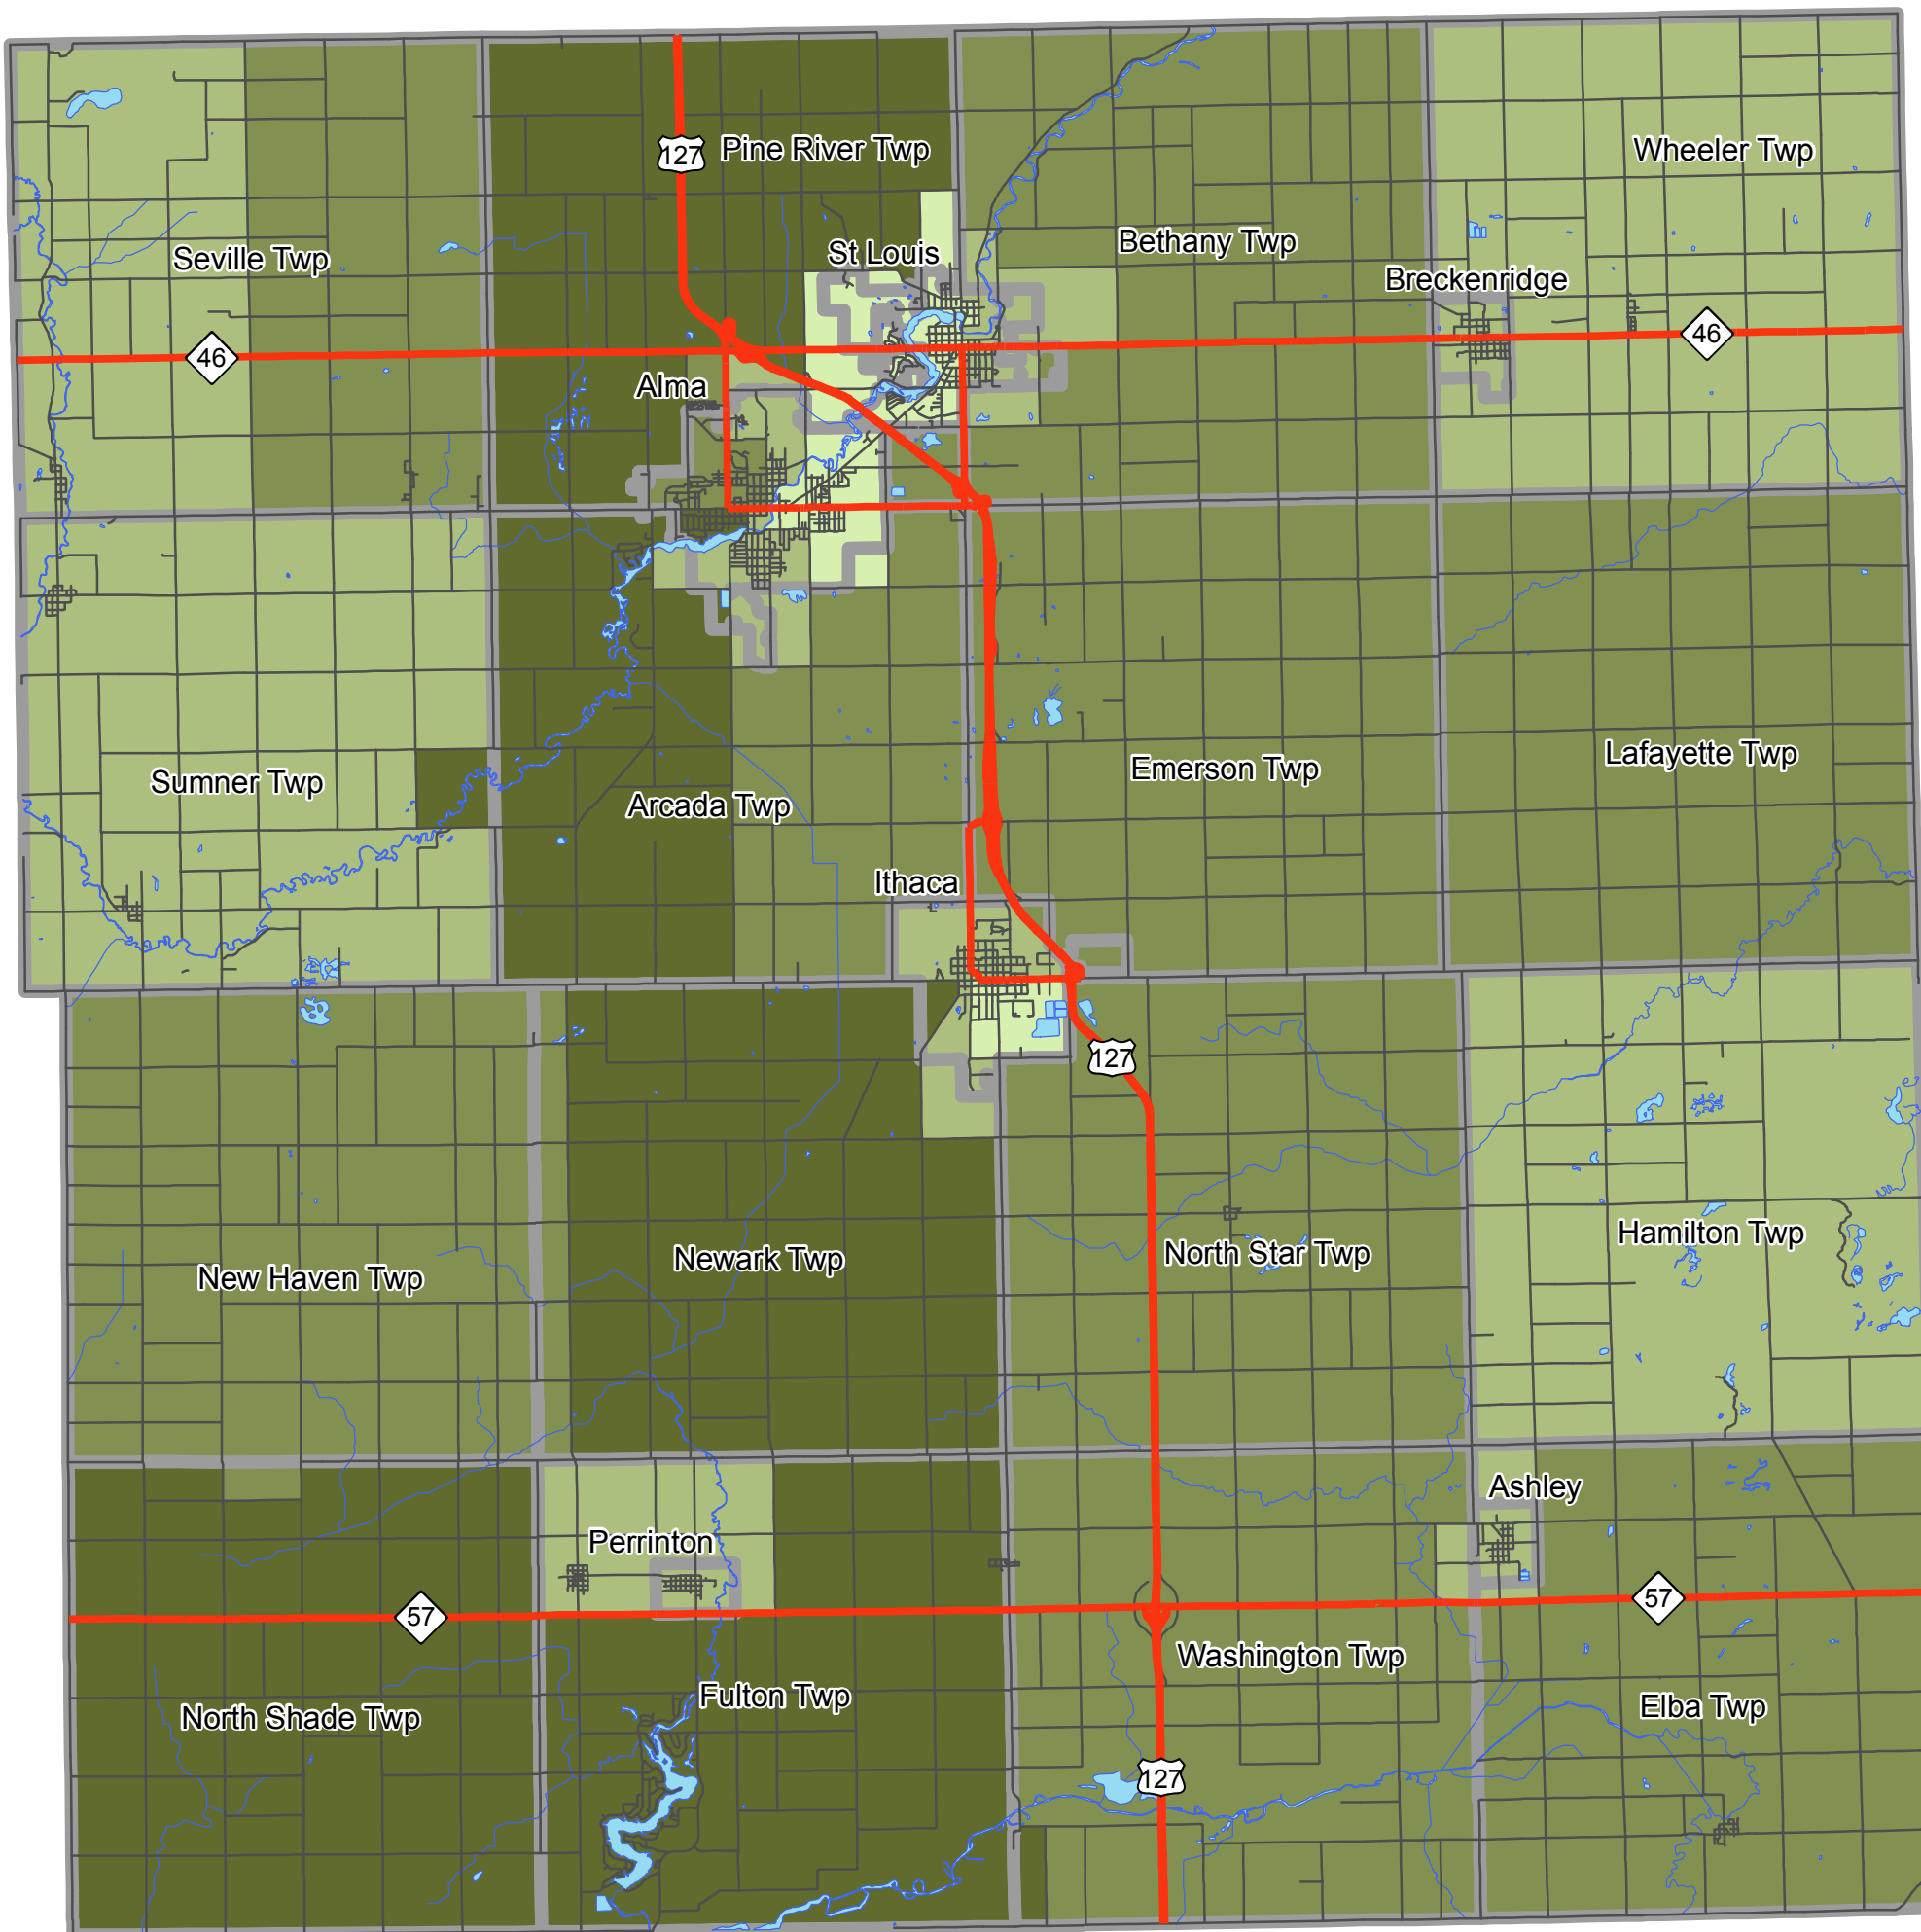 127
Pine River Twp
Wheeler Twp
Seville Twp
St Louis
Bethany Twp
Breckenridge
46
46
Alma
Sumner Twp
Arcada Twp
Emerson Twp
Lafayette Twp
Ithaca
127
New Haven Twp
Newark Twp
North Star Twp
Hamilton Twp
Ashley
Perrinton
57
57
Washington Twp
North Shade Twp
Fulton Twp
Elba Twp
127